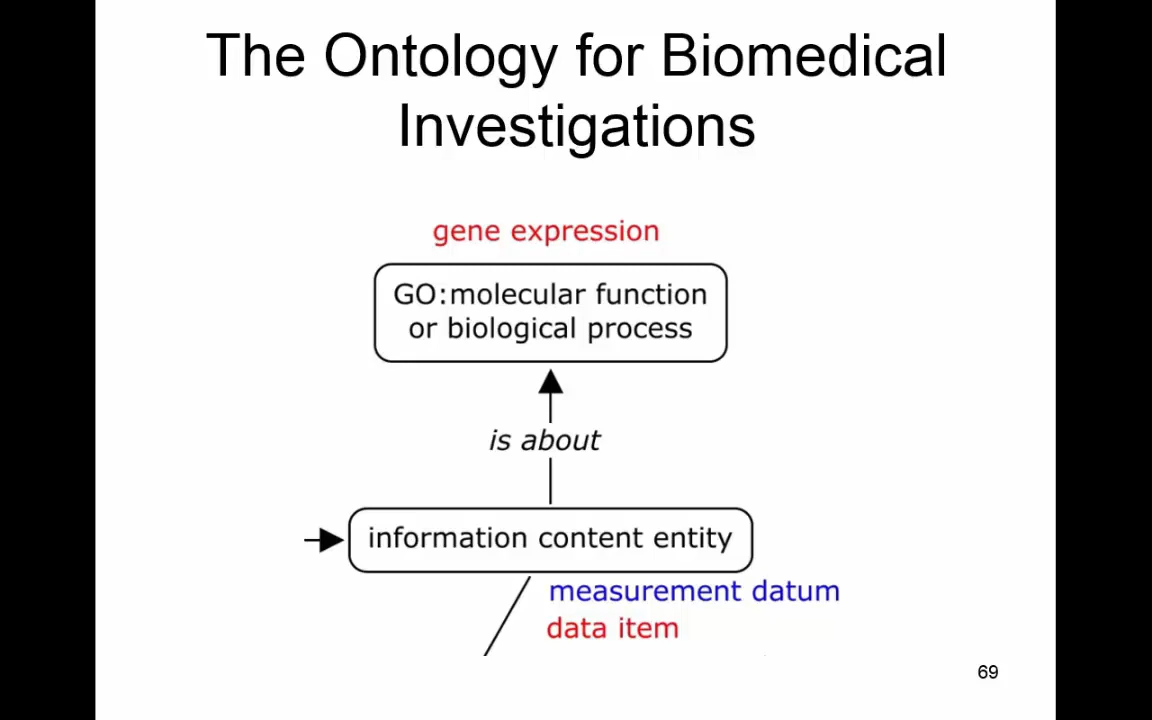 The Ontology for Biomedical
Investigations
gene expression
GO:molecular function
or biological process
is about
information content entity
measurement datum
data item
69